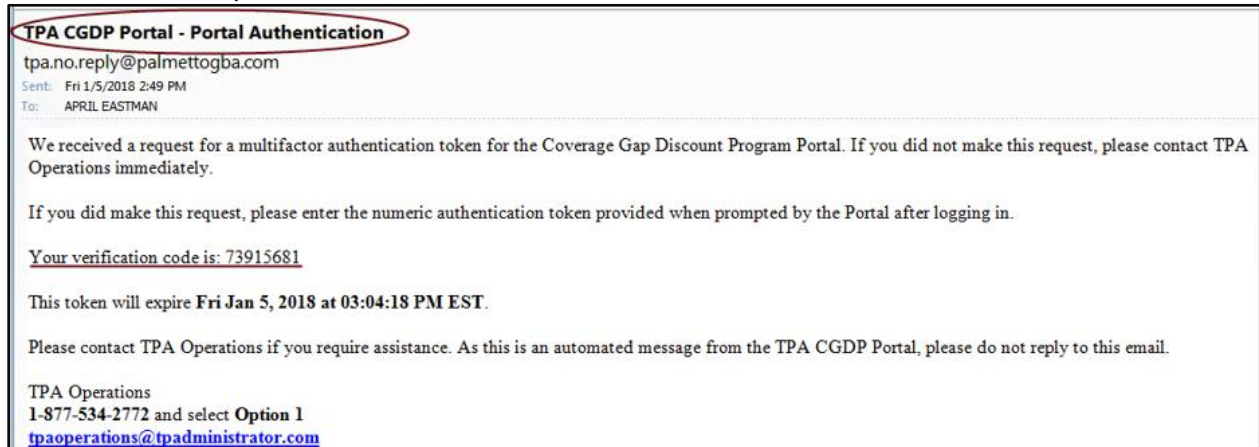 TPA CGDP Portal - Portal Authentication
tpa.no.reply@palmettogba.com
Sent: Fri 1/5/2018 2:49 PM
To: APRIL EASTMAN
We received a request for a multifactor authentication token for the Coverage Gap Discount Program Portal. If you did not make this request, please contact TPA
Operations immediately.
If you did make this request, please enter the numeric authentication token provided when prompted by the Portal after logging in.
Your verification code is: 73915681
This token will expire Fri Jan 5, 2018 at 03:04:18 PM EST.
Please contact TPA Operations if you require assistance. As this is an automated message from the TPA CGDP Portal, please do not reply to this email.
TPA Operations
1-877-534-2772 and select Option 1
tpaoperations@tpadministrator.com